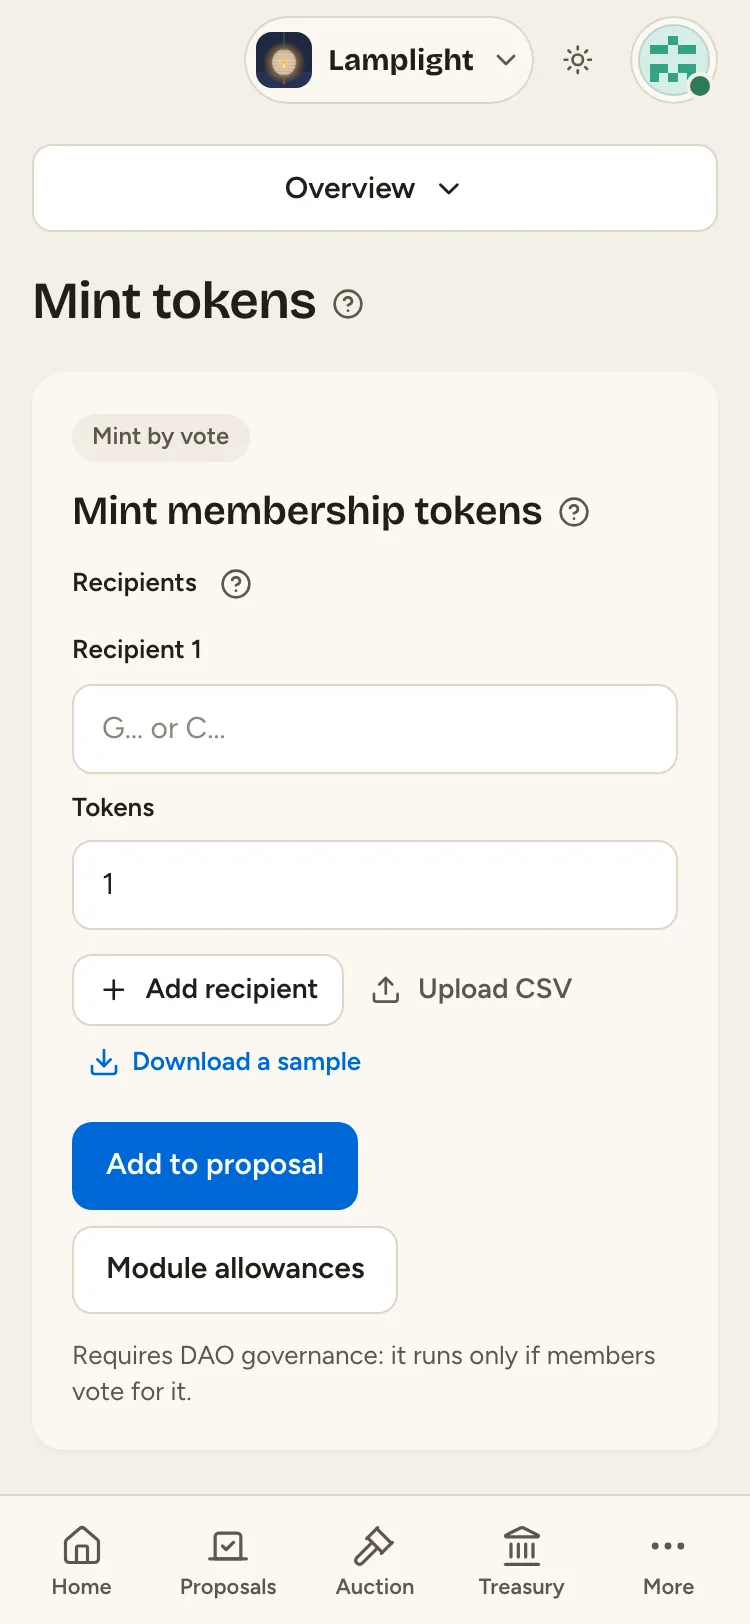 Lamplight
Overview
Mint tokens
Mint by vote
Mint membership tokens
Recipients
Recipient 1
G... or C...
Tokens
1
Add recipient
Upload CSV
Download a sample
Add to proposal
Module allowances
Requires DAO governance: it runs only if members
vote for it.
Home
Proposals
Auction
Treasury
More